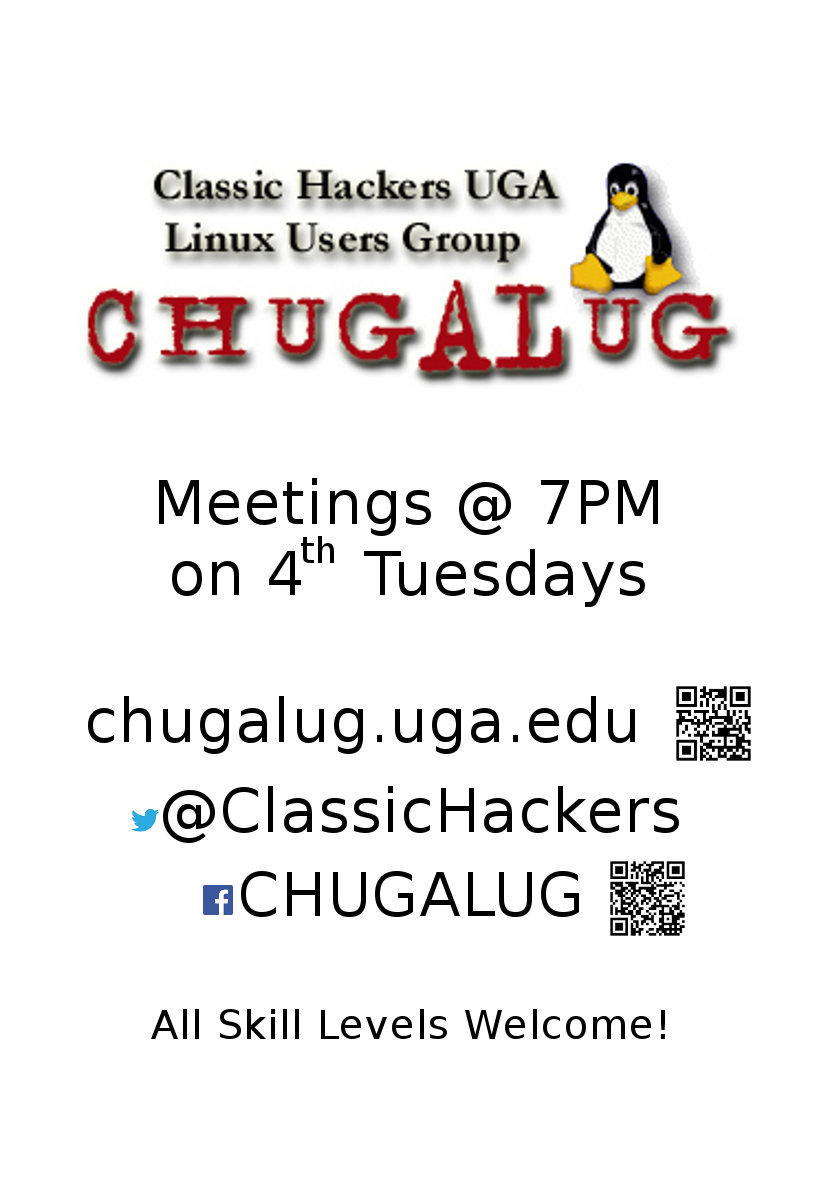 Classic Hackers UGA
Linux Users Group
CHUGALUG
Meetings @ 7PM
on 4th Tuesdays
chugalug.uga.edu
@ClassicHackers
CHUGALUG
All Skill Levels Welcome!